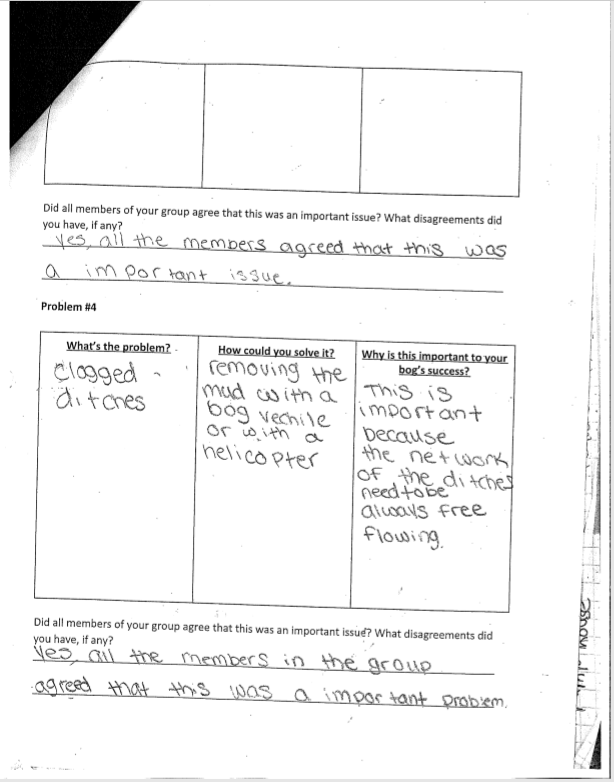 Did all members of your group agree that this was an important issue? What disagreements did
you have, if any?
Yes, all the members agreed that this was
a important issue.
Problem #4
What's the problem?
Clogged
ditches
How could you solve it?
removing the
mud with a
bog vechile
or with a
helicopter
Why is this important to your
bog's success?
This is
important
because
the network
of the ditches
need to be
always free
flowing.
Did all members of your group agree that this was an important issue? What disagreements did
you have, if any?
Yes all the members in the group
agreed that this was a important problem.